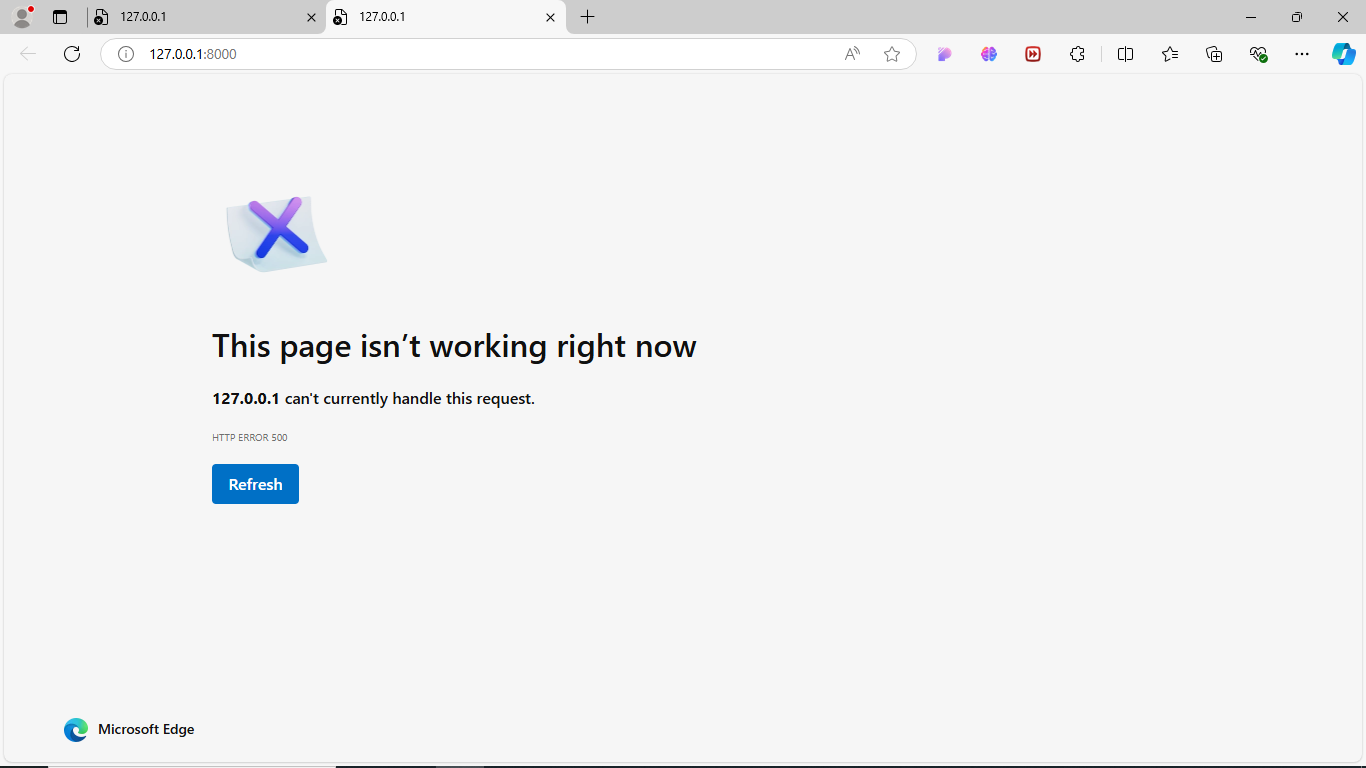 127.0.0.1
127.0.0.1
127.0.0.1:8000
This page isn’t working right now
127.0.0.1 can't currently handle this request.
HTTP ERROR 500
Refresh
Microsoft Edge